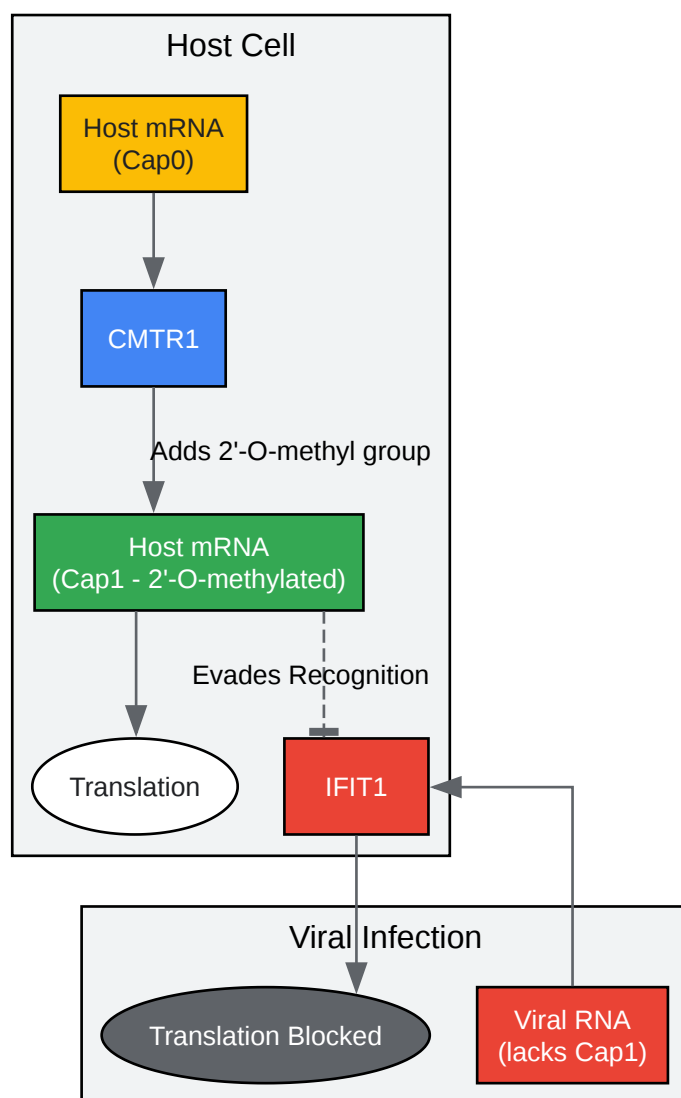 Host Cell
Host mRNA
(Cap0)
CMTR1
Adds 2'-O-methyl group
Host mRNA
(Cap1 - 2'-O-methylated)
Evades Recognition
Translation
IFIT1
Viral Infection
Translation Blocked
Viral RNA
(lacks Cap1)